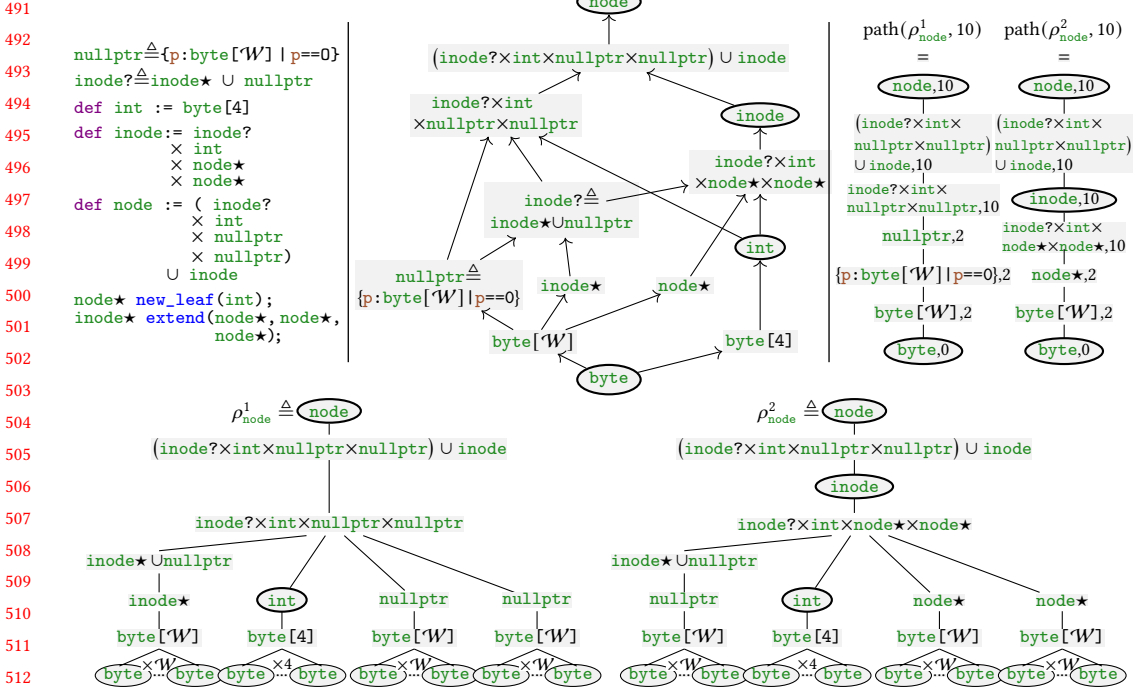 491
492
493
494
495
496
497
498
499
500
501
502
503
504
505
506
507
508
509
510
511
512
nullptr≜{p:byte[𝒲] | p==0}
inode?≜inode★ ∪ nullptr
def int := byte[4]
def inode:= inode?
× int
× node★
× node★
def node := ( inode?
× int
× nullptr
× nullptr)
∪ inode
node★ new_leaf(int);
inode★ extend(node★,node★,
node★);
node
(inode?×int×nullptr×nullptr) ∪ inode
inode?×int
×nullptr×nullptr
inode
inode?×int
×node★×node★
inode?≜
inode★∪nullptr
int
nullptr≜
{p:byte[𝒲]|p==0}
inode★
node★
byte[𝒲]
byte[4]
byte
path(ρ¹node, 10)
=
node,10
(inode?×int×
nullptr×nullptr)
∪ inode,10
inode?×int×
nullptr×nullptr,10
nullptr,2
{p:byte[𝒲]|p==0},2
byte[𝒲],2
byte,0
path(ρ²node, 10)
=
node,10
(inode?×int×
nullptr×nullptr)
∪ inode,10
inode,10
inode?×int×
node★×node★,10
node★,2
byte[𝒲],2
byte,0
ρ¹node ≜ node
(inode?×int×nullptr×nullptr) ∪ inode
inode?×int×nullptr×nullptr
inode★∪nullptr
inode★ int nullptr nullptr
byte[𝒲] byte[4] byte[𝒲] byte[𝒲]
byte ×𝒲... byte byte ×4... byte byte ×𝒲... byte byte ×𝒲... byte
ρ²node ≜ node
(inode?×int×nullptr×nullptr) ∪ inode
inode
inode?×int×node★×node★
inode★∪nullptr
nullptr int node★ node★
byte[𝒲] byte[4] byte[𝒲] byte[𝒲]
byte ×𝒲... byte byte ×4... byte byte ×𝒲... byte byte ×𝒲... byte